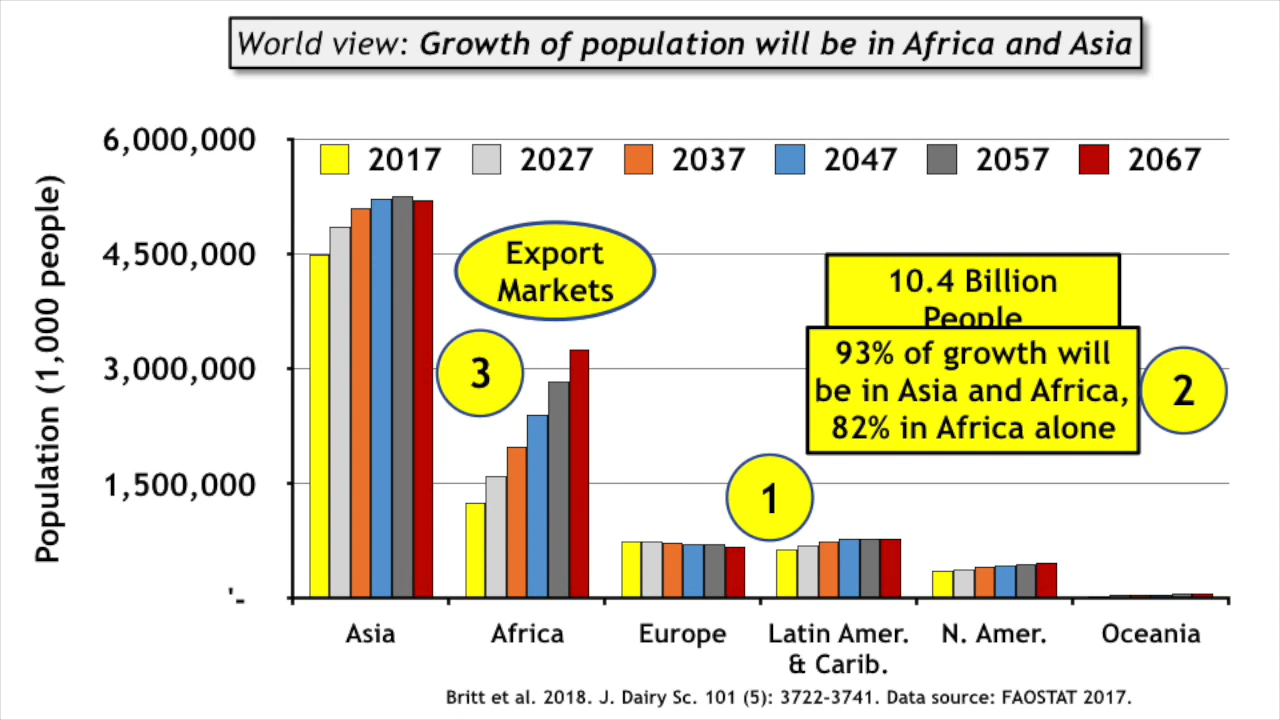 World view: Growth of population will be in Africa and Asia
6,000,000
2017 2027 2037 2047 2057 2067
4,500,000
3,000,000
1,500,000
'-
Population (1,000 people)
Export
Markets
10.4 Billion
People
93% of growth will
be in Asia and Africa,
82% in Africa alone
3
2
1
Asia Africa Europe Latin Amer. N. Amer. Oceania
& Carib.
Britt et al. 2018. J. Dairy Sc. 101 (5): 3722-3741. Data source: FAOSTAT 2017.